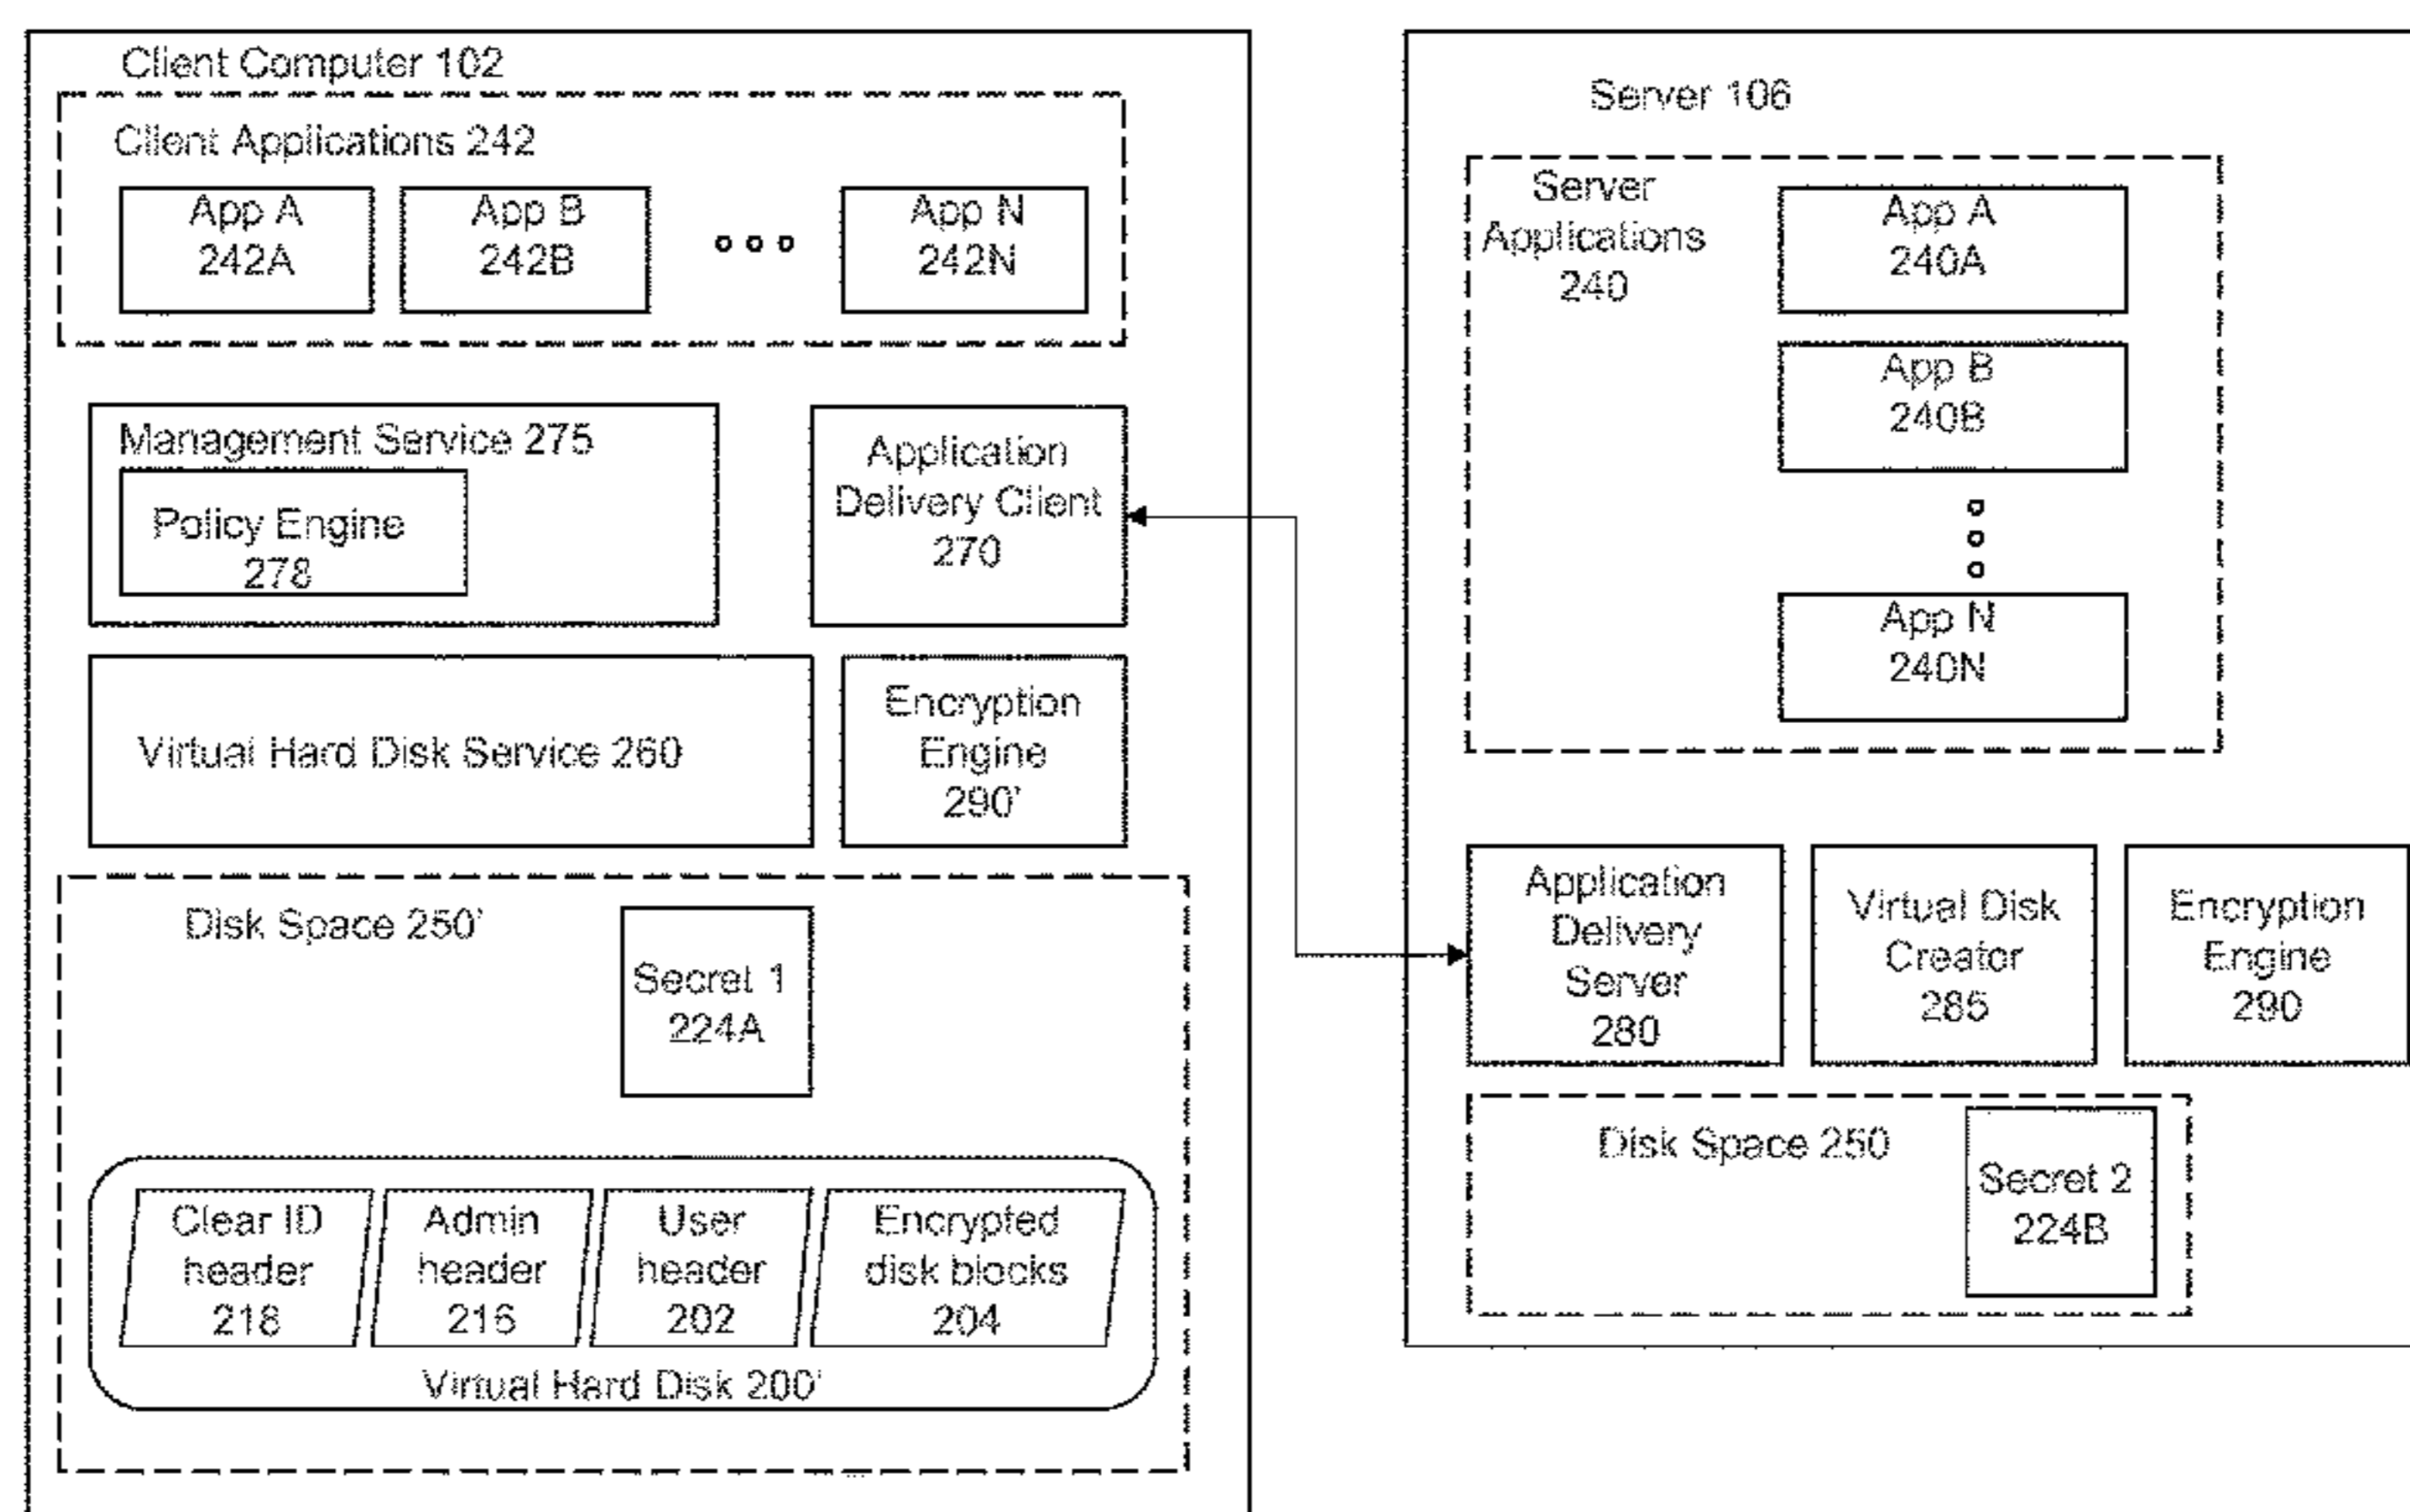 Client Computer 102
Client Applications 242
App A
242A
App B
242B
App N
242N
Management Service 275
Policy Engine
278
Application
Delivery Client
270
Virtual Hard Disk Service 260
Encryption
Engine
290'
Disk Space 250'
Secret 1
224A
Clear ID
header
218
Admin
header
216
User
header
202
Encrypted
disk blocks
204
Virtual Hard Disk 200'
Server 106
Server
Applications
240
App A
240A
App B
240B
App N
240N
Application
Delivery
Server
280
Virtual Disk
Creator
285
Encryption
Engine
290
Disk Space 250
Secret 2
224B